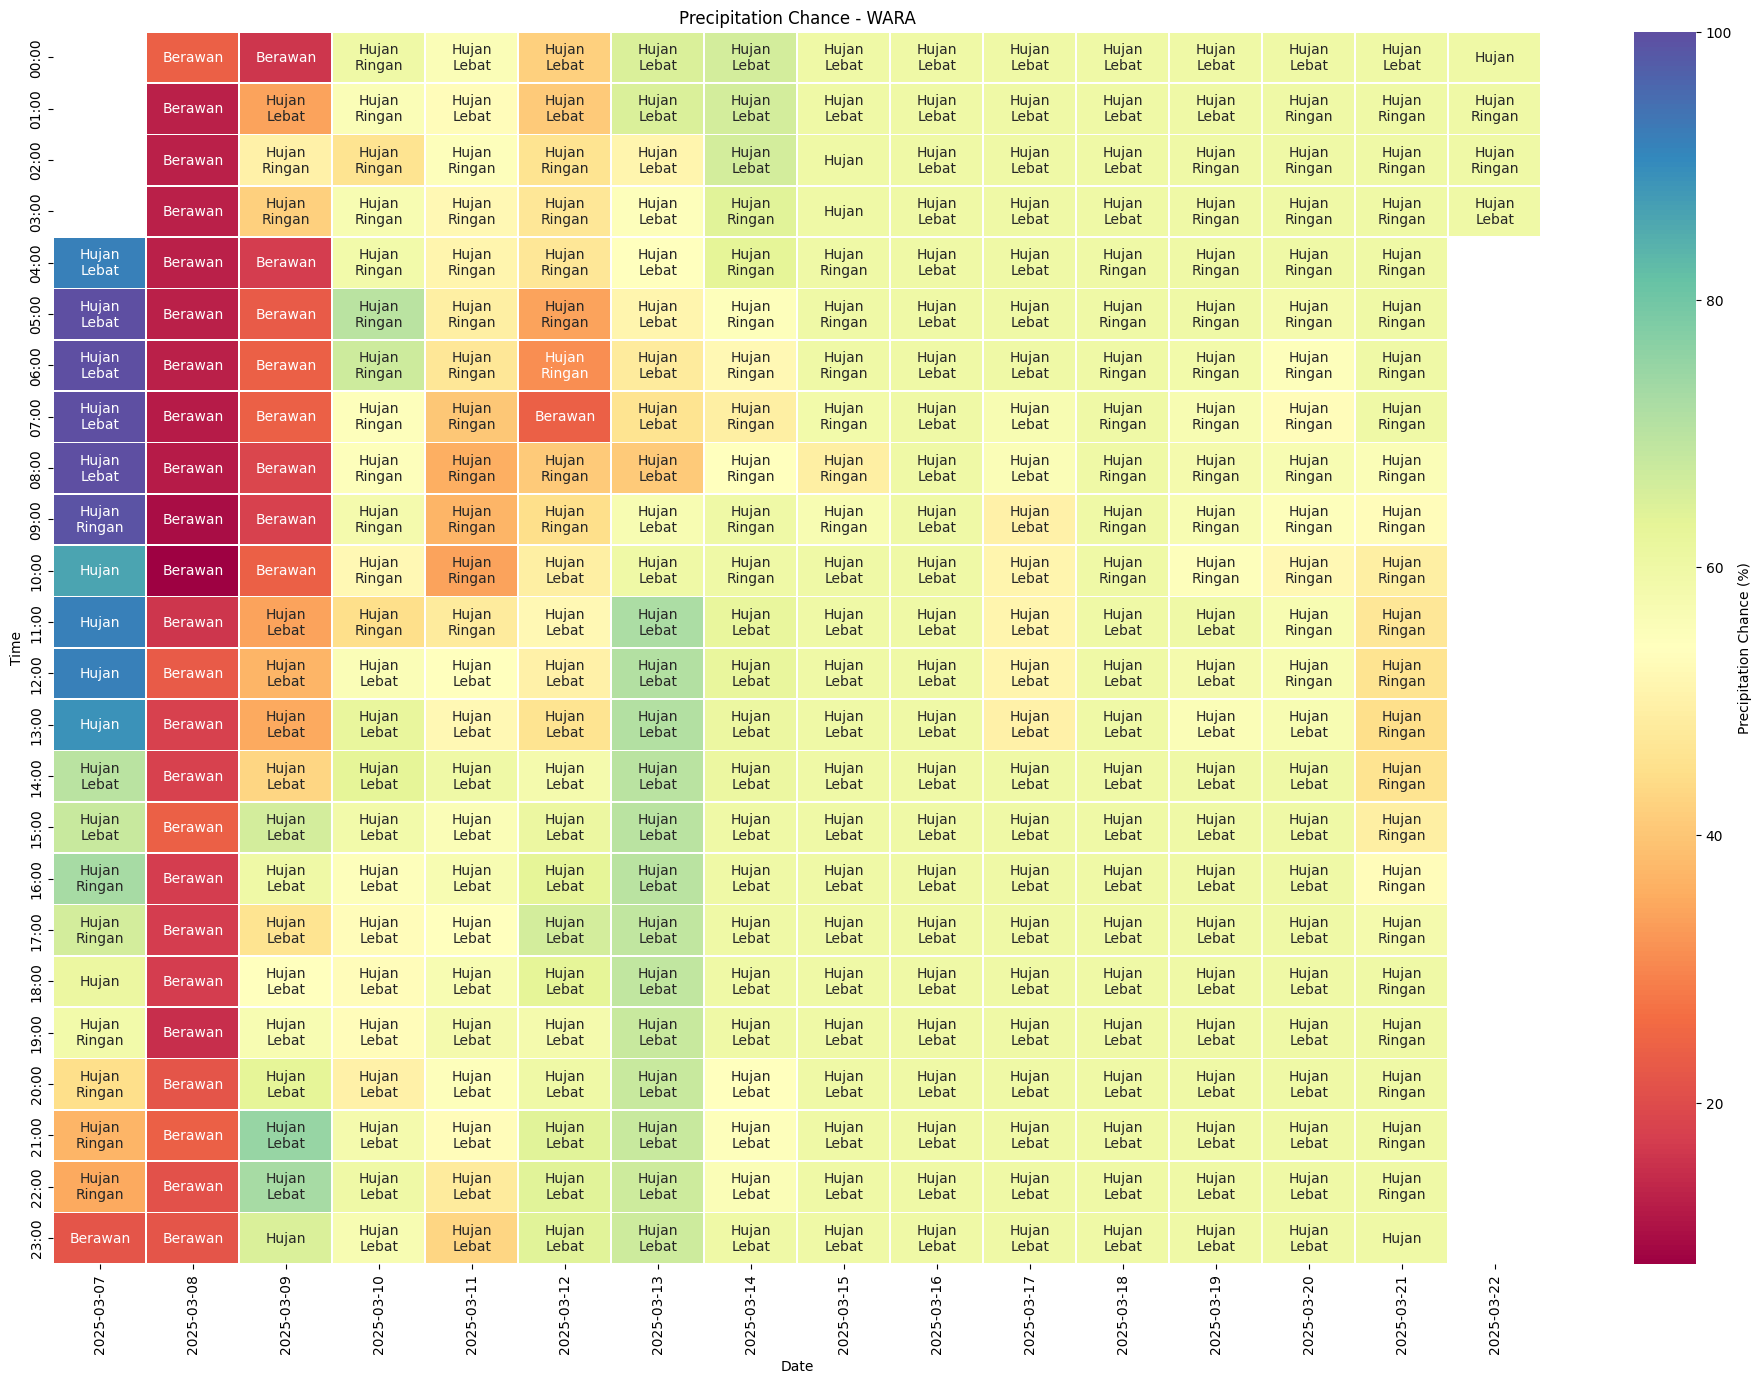 Precipitation Chance - WARA
00:00 Berawan Berawan Hujan Ringan Hujan Lebat Hujan Lebat Hujan Lebat Hujan Lebat Hujan Lebat Hujan Lebat Hujan Lebat Hujan Lebat Hujan Lebat Hujan Lebat Hujan Lebat Hujan
01:00 Berawan Hujan Lebat Hujan Ringan Hujan Lebat Hujan Lebat Hujan Lebat Hujan Lebat Hujan Lebat Hujan Lebat Hujan Lebat Hujan Lebat Hujan Lebat Hujan Ringan Hujan Ringan Hujan Ringan
02:00 Berawan Hujan Ringan Hujan Ringan Hujan Ringan Hujan Ringan Hujan Lebat Hujan Lebat Hujan Hujan Lebat Hujan Lebat Hujan Lebat Hujan Ringan Hujan Ringan Hujan Ringan Hujan Ringan
03:00 Berawan Hujan Ringan Hujan Ringan Hujan Ringan Hujan Ringan Hujan Lebat Hujan Ringan Hujan Hujan Lebat Hujan Lebat Hujan Lebat Hujan Ringan Hujan Ringan Hujan Ringan Hujan Lebat
04:00 Hujan Lebat Berawan Berawan Hujan Ringan Hujan Ringan Hujan Ringan Hujan Lebat Hujan Ringan Hujan Ringan Hujan Lebat Hujan Lebat Hujan Ringan Hujan Ringan Hujan Ringan Hujan Ringan
05:00 Hujan Lebat Berawan Berawan Hujan Ringan Hujan Ringan Hujan Ringan Hujan Lebat Hujan Ringan Hujan Ringan Hujan Lebat Hujan Lebat Hujan Ringan Hujan Ringan Hujan Ringan Hujan Ringan
06:00 Hujan Lebat Berawan Berawan Hujan Ringan Hujan Ringan Hujan Ringan Hujan Lebat Hujan Ringan Hujan Ringan Hujan Lebat Hujan Lebat Hujan Ringan Hujan Ringan Hujan Ringan Hujan Ringan
07:00 Hujan Lebat Berawan Berawan Hujan Ringan Hujan Ringan Berawan Hujan Lebat Hujan Ringan Hujan Ringan Hujan Lebat Hujan Lebat Hujan Ringan Hujan Ringan Hujan Ringan Hujan Ringan
08:00 Hujan Lebat Berawan Berawan Hujan Ringan Hujan Ringan Hujan Ringan Hujan Lebat Hujan Ringan Hujan Ringan Hujan Lebat Hujan Lebat Hujan Ringan Hujan Ringan Hujan Ringan Hujan Ringan
09:00 Hujan Ringan Berawan Berawan Hujan Ringan Hujan Ringan Hujan Ringan Hujan Lebat Hujan Ringan Hujan Ringan Hujan Lebat Hujan Lebat Hujan Ringan Hujan Ringan Hujan Ringan Hujan Ringan
10:00 Hujan Berawan Berawan Hujan Ringan Hujan Ringan Hujan Lebat Hujan Lebat Hujan Ringan Hujan Lebat Hujan Lebat Hujan Lebat Hujan Ringan Hujan Ringan Hujan Ringan Hujan Ringan
11:00 Hujan Berawan Hujan Lebat Hujan Ringan Hujan Ringan Hujan Lebat Hujan Lebat Hujan Lebat Hujan Lebat Hujan Lebat Hujan Lebat Hujan Lebat Hujan Lebat Hujan Ringan Hujan Ringan
12:00 Hujan Berawan Hujan Lebat Hujan Lebat Hujan Lebat Hujan Lebat Hujan Lebat Hujan Lebat Hujan Lebat Hujan Lebat Hujan Lebat Hujan Lebat Hujan Lebat Hujan Ringan Hujan Ringan
13:00 Hujan Berawan Hujan Lebat Hujan Lebat Hujan Lebat Hujan Lebat Hujan Lebat Hujan Lebat Hujan Lebat Hujan Lebat Hujan Lebat Hujan Lebat Hujan Lebat Hujan Lebat Hujan Ringan
14:00 Hujan Lebat Berawan Hujan Lebat Hujan Lebat Hujan Lebat Hujan Lebat Hujan Lebat Hujan Lebat Hujan Lebat Hujan Lebat Hujan Lebat Hujan Lebat Hujan Lebat Hujan Lebat Hujan Ringan
15:00 Hujan Lebat Berawan Hujan Lebat Hujan Lebat Hujan Lebat Hujan Lebat Hujan Lebat Hujan Lebat Hujan Lebat Hujan Lebat Hujan Lebat Hujan Lebat Hujan Lebat Hujan Lebat Hujan Ringan
16:00 Hujan Ringan Berawan Hujan Lebat Hujan Lebat Hujan Lebat Hujan Lebat Hujan Lebat Hujan Lebat Hujan Lebat Hujan Lebat Hujan Lebat Hujan Lebat Hujan Lebat Hujan Lebat Hujan Ringan
17:00 Hujan Ringan Berawan Hujan Lebat Hujan Lebat Hujan Lebat Hujan Lebat Hujan Lebat Hujan Lebat Hujan Lebat Hujan Lebat Hujan Lebat Hujan Lebat Hujan Lebat Hujan Lebat Hujan Ringan
18:00 Hujan Berawan Hujan Lebat Hujan Lebat Hujan Lebat Hujan Lebat Hujan Lebat Hujan Lebat Hujan Lebat Hujan Lebat Hujan Lebat Hujan Lebat Hujan Lebat Hujan Lebat Hujan Ringan
19:00 Hujan Ringan Berawan Hujan Lebat Hujan Lebat Hujan Lebat Hujan Lebat Hujan Lebat Hujan Lebat Hujan Lebat Hujan Lebat Hujan Lebat Hujan Lebat Hujan Lebat Hujan Lebat Hujan Ringan
20:00 Hujan Ringan Berawan Hujan Lebat Hujan Lebat Hujan Lebat Hujan Lebat Hujan Lebat Hujan Lebat Hujan Lebat Hujan Lebat Hujan Lebat Hujan Lebat Hujan Lebat Hujan Lebat Hujan Ringan
21:00 Hujan Ringan Berawan Hujan Lebat Hujan Lebat Hujan Lebat Hujan Lebat Hujan Lebat Hujan Lebat Hujan Lebat Hujan Lebat Hujan Lebat Hujan Lebat Hujan Lebat Hujan Lebat Hujan Ringan
22:00 Hujan Ringan Berawan Hujan Lebat Hujan Lebat Hujan Lebat Hujan Lebat Hujan Lebat Hujan Lebat Hujan Lebat Hujan Lebat Hujan Lebat Hujan Lebat Hujan Lebat Hujan Lebat Hujan Ringan
23:00 Berawan Berawan Hujan Hujan Lebat Hujan Lebat Hujan Lebat Hujan Lebat Hujan Lebat Hujan Lebat Hujan Lebat Hujan Lebat Hujan Lebat Hujan Lebat Hujan Lebat Hujan
Time
2025-03-07 2025-03-08 2025-03-09 2025-03-10 2025-03-11 2025-03-12 2025-03-13 2025-03-14 2025-03-15 2025-03-16 2025-03-17 2025-03-18 2025-03-19 2025-03-20 2025-03-21 2025-03-22
Date
100
80
60
40
20
Precipitation Chance (%)